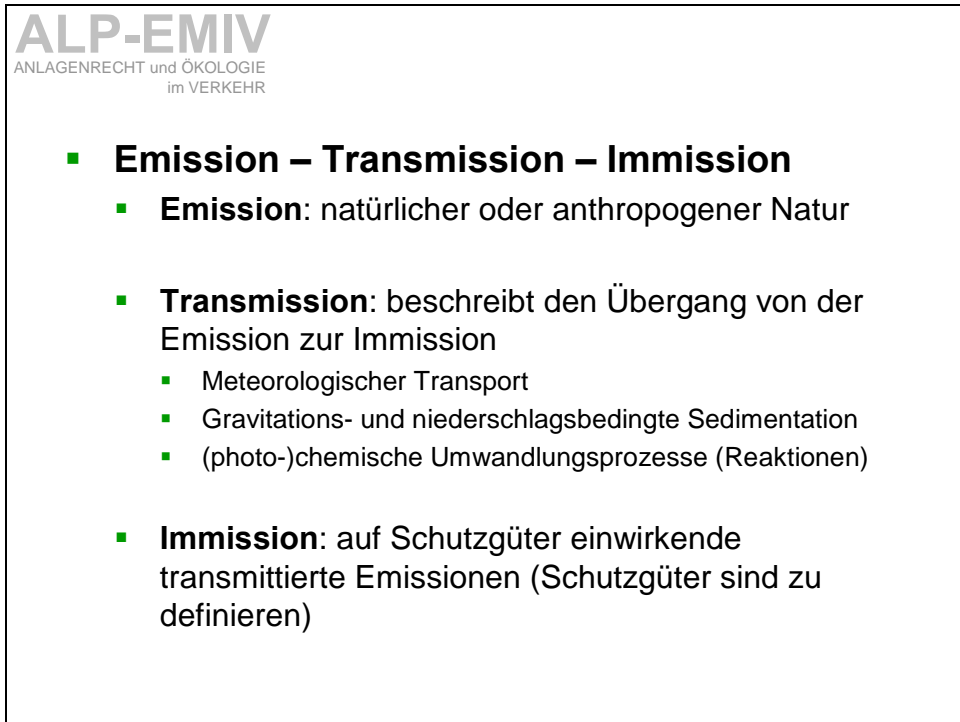 ALP-EMIV
ANLAGENRECHT und ÖKOLOGIE
im VERKEHR
▪ Emission – Transmission – Immission
▪ Emission: natürlicher oder anthropogener Natur
▪ Transmission: beschreibt den Übergang von der
Emission zur Immission
▪ Meteorologischer Transport
▪ Gravitations- und niederschlagsbedingte Sedimentation
▪ (photo-)chemische Umwandlungsprozesse (Reaktionen)
▪ Immission: auf Schutzgüter einwirkende
transmittierte Emissionen (Schutzgüter sind zu
definieren)